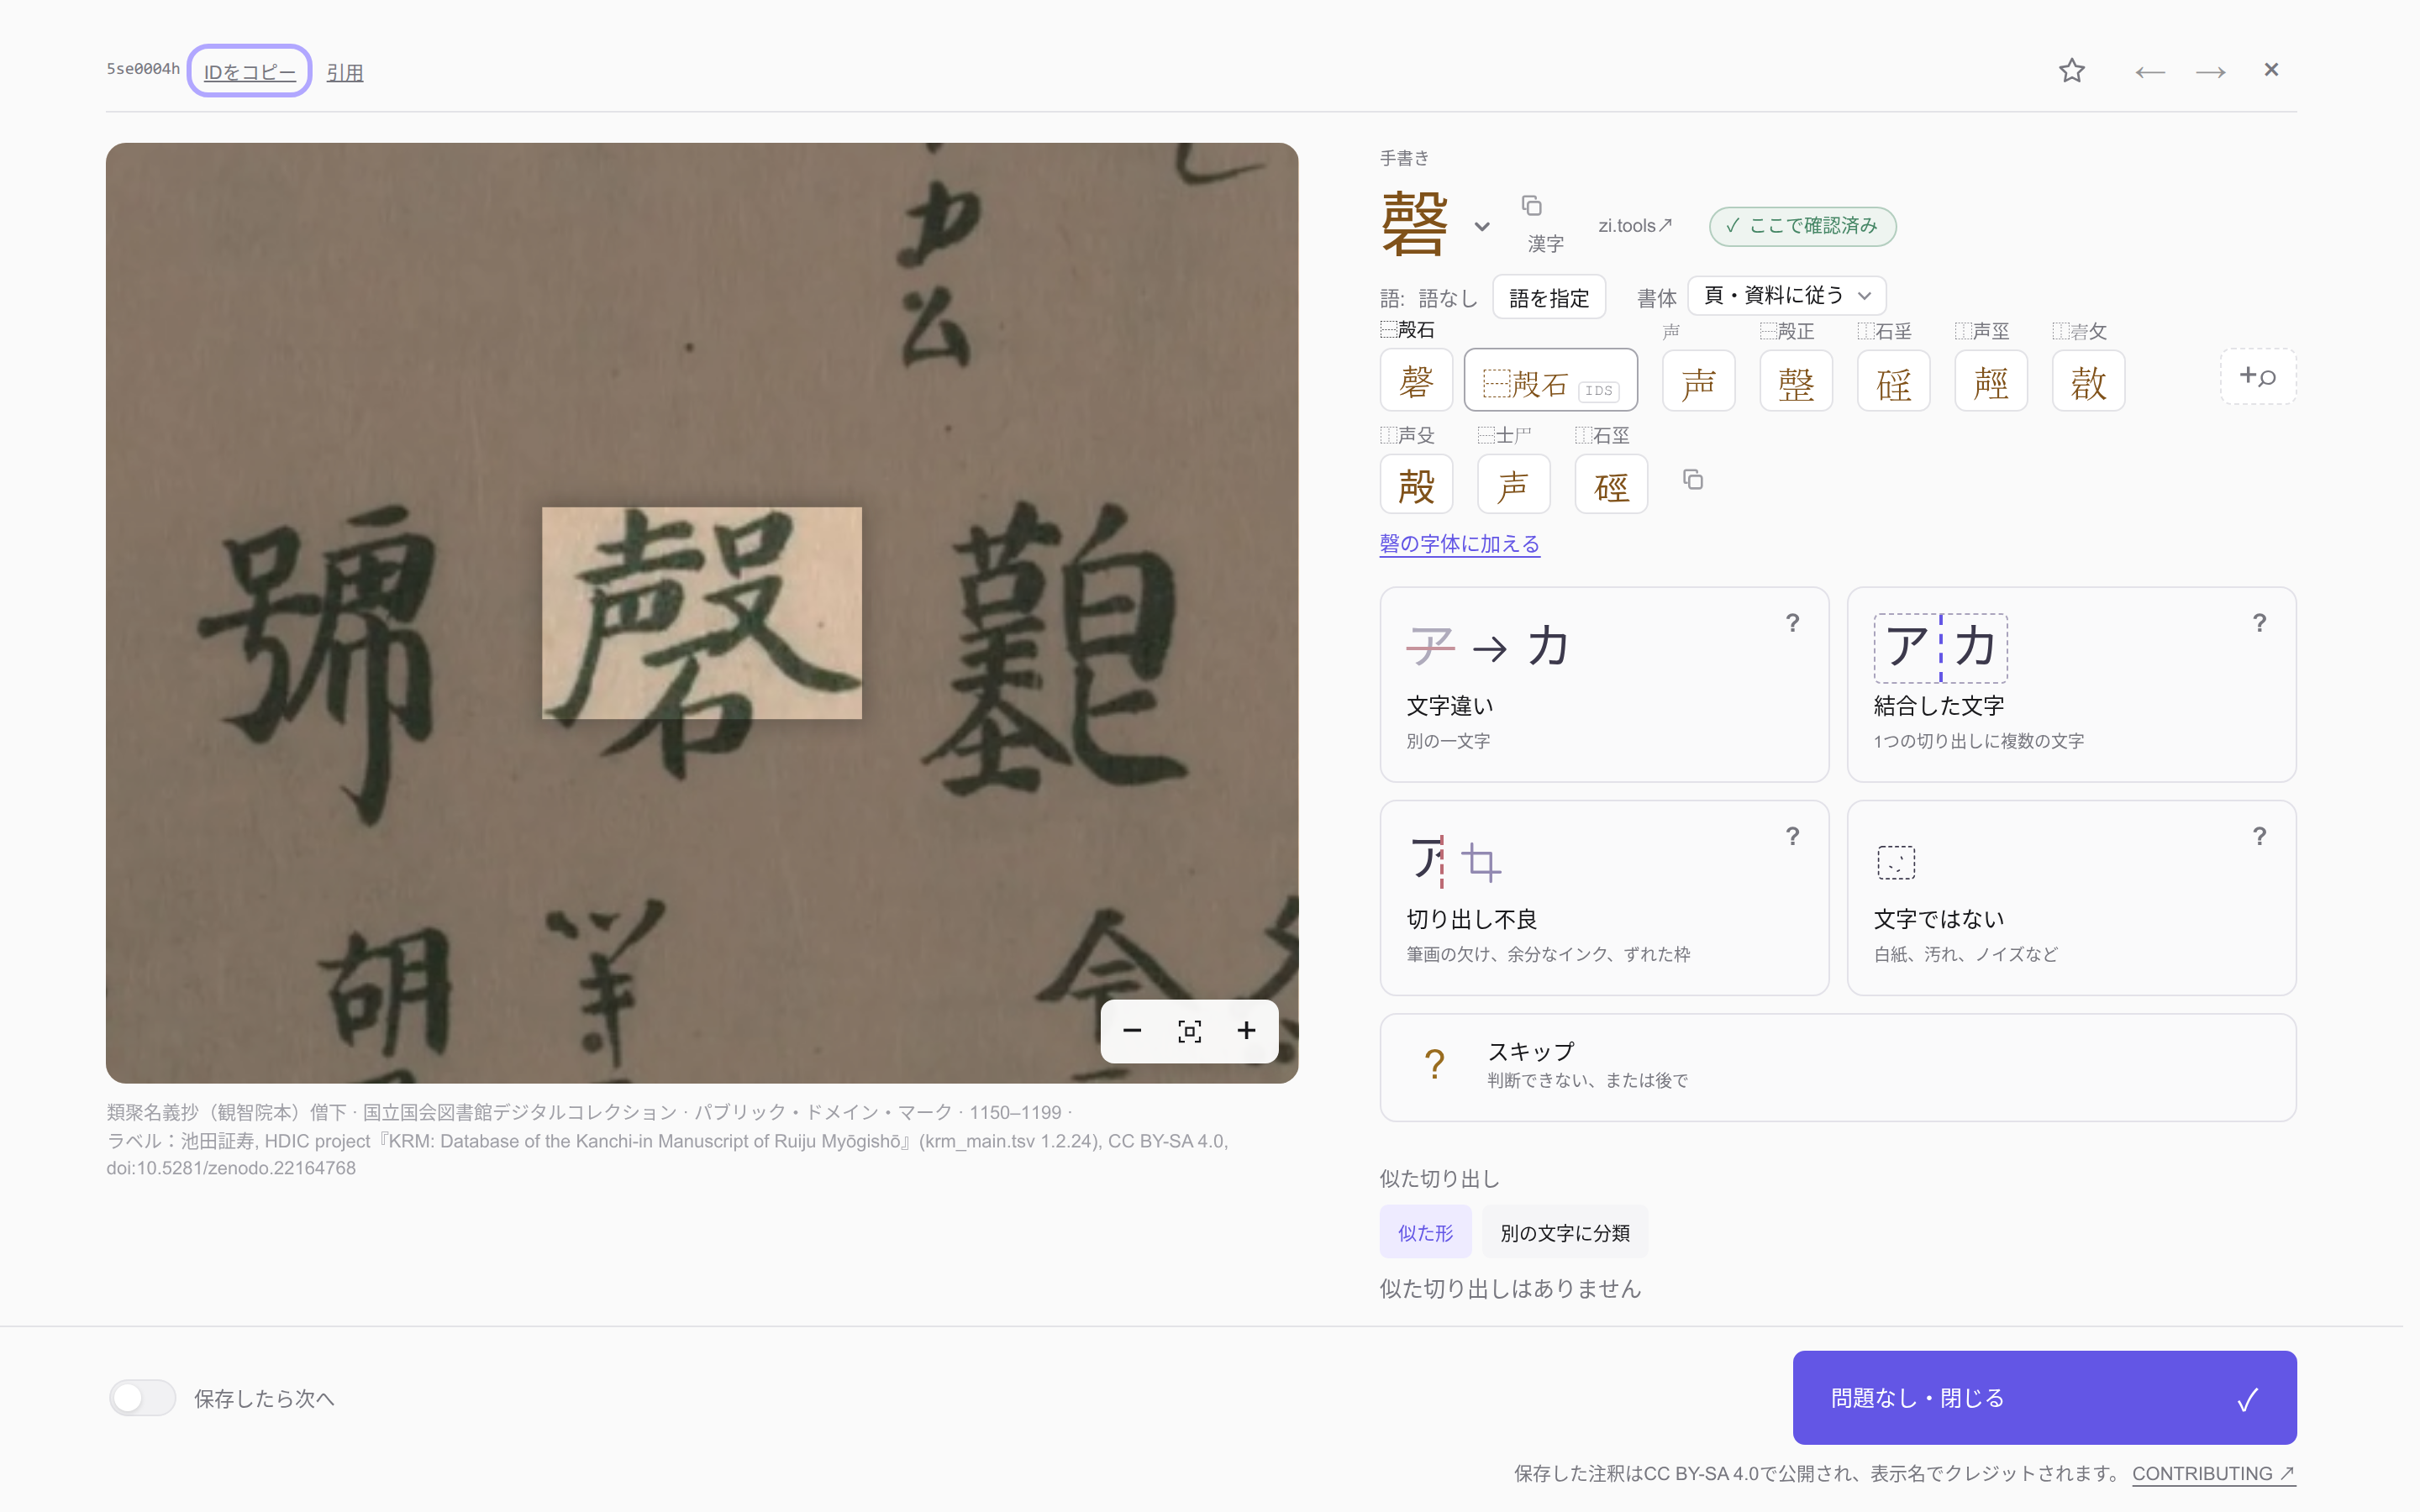 5se0004h IDをコピー 引用
手書き
磬 漢字 zi.tools↗ ✓ ここで確認済み
語: 語なし 語を指定 書体 頁・資料に従う
⿱殸石 声 ⿱殸正 ⿰石坙 ⿰声坙 ⿰壴攵
磬 ⿱殸石 IDS 声 +
⿰声殳 ⿱士𠃜 ⿰石坙
殸 声 硜
磬の字体に加える
ア → カ ?
文字違い
別の一文字
ア カ ?
結合した文字
1つの切り出しに複数の文字
ア ?
切り出し不良
筆画の欠け、余分なインク、ずれた枠
?
文字ではない
白紙、汚れ、ノイズなど
? スキップ
判断できない、または後で
似た切り出し
似た形 別の文字に分類
似た切り出しはありません
力
厶
號 磬
胡
類聚名義抄（観智院本）僧下 · 国立国会図書館デジタルコレクション · パブリック・ドメイン・マーク · 1150–1199 ·
ラベル：池田証寿, HDIC project『KRM: Database of the Kanchi-in Manuscript of Ruiju Myōgishō』(krm_main.tsv 1.2.24), CC BY-SA 4.0,
doi:10.5281/zenodo.22164768
保存したら次へ
問題なし・閉じる ✓
保存した注釈はCC BY-SA 4.0で公開され、表示名でクレジットされます。 CONTRIBUTING ↗